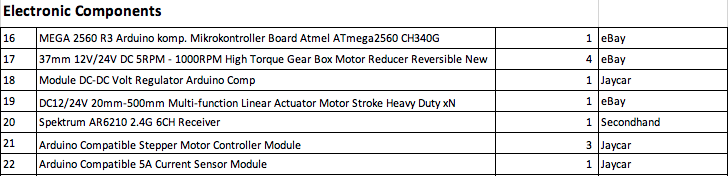 Electronic Components
16 MEGA 2560 R3 Arduino komp. Mikrokontroller Board Atmel ATmega2560 CH340G 1 eBay
17 37mm 12V/24V DC 5RPM - 1000RPM High Torque Gear Box Motor Reducer Reversible New 4 eBay
18 Module DC-DC Volt Regulator Arduino Comp 1 Jaycar
19 DC12/24V 20mm-500mm Multi-function Linear Actuator Motor Stroke Heavy Duty xN 1 eBay
20 Spektrum AR6210 2.4G 6CH Receiver 1 Secondhand
21 Arduino Compatible Stepper Motor Controller Module 3 Jaycar
22 Arduino Compatible 5A Current Sensor Module 1 Jaycar